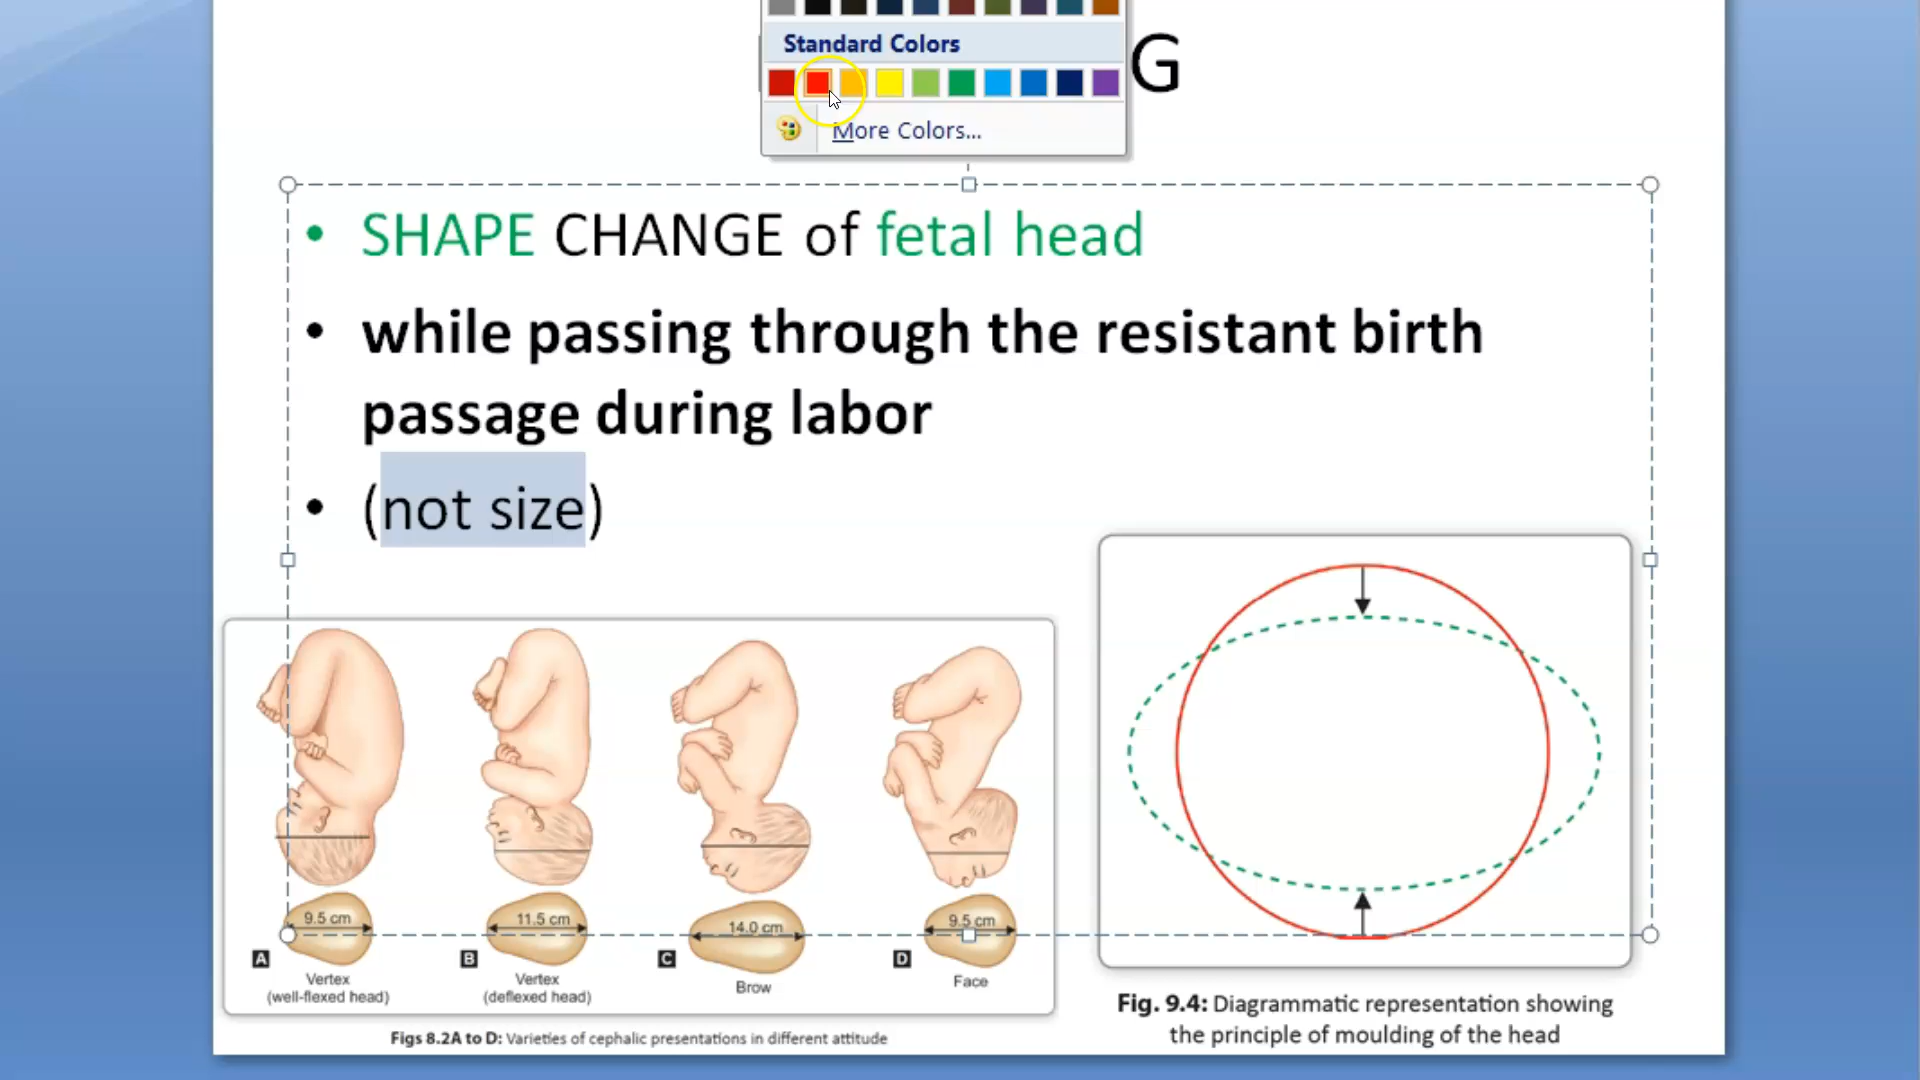 Standard Colors
G
More Colors...
• SHAPE CHANGE of fetal head
• while passing through the resistant birth
passage during labor
• (not size)
9.5 cm
11.5 cm
14.0 cm
9.5 cm
A
B
C
D
Vertex
(well-flexed head)
Vertex
(deflexed head)
Brow
Face
Figs 8.2A to D: Varieties of cephalic presentations in different attitude
Fig. 9.4: Diagrammatic representation showing
the principle of moulding of the head